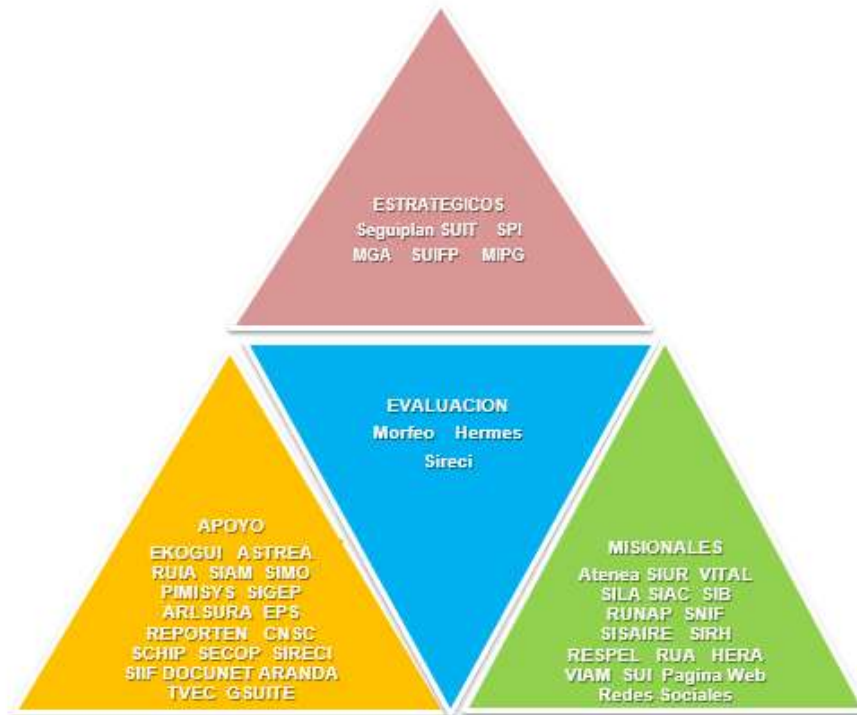 ESTRATEGICOS
Seguiplan SUIT SPI
MGA SUIFP MIPG
EVALUACION
Morfeo Hermes
Sireci
APOYO
EKOGUI ASTREA
RUIA SIAM SIMO
PIMISYS SIGEP
ARLSURA EPS
REPORTEN CNSC
SCHIP SECOP SIRECI
SIIF DOCUNET ARANDA
TVEC GSUITE
MISIONALES
Atenea SIUR VITAL
SILA SIAC SIB
RUNAP SNIF
SISAIRE SIRH
RESPEL RUA HERA
VIAM SUI Pagina Web
Redes Sociales